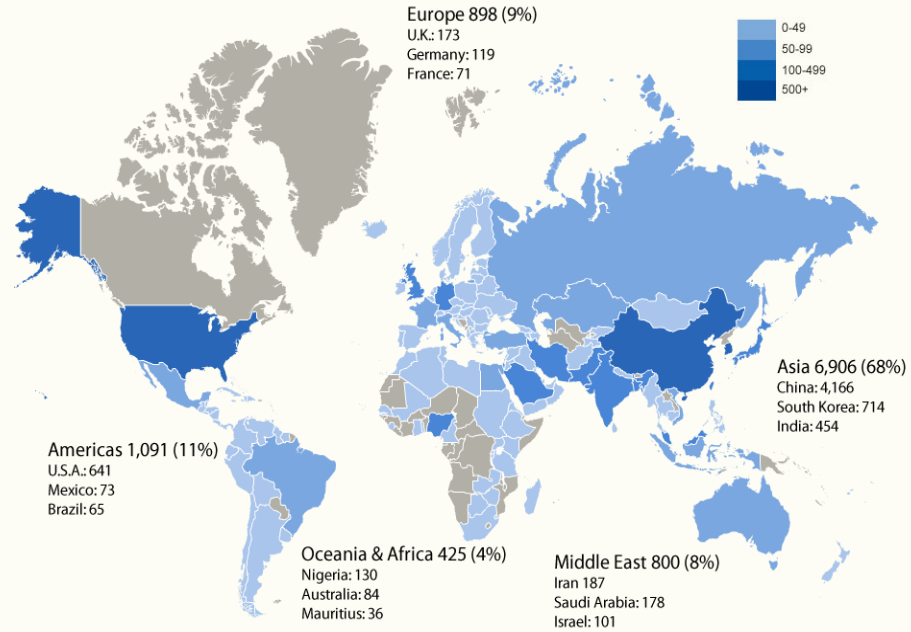 Europe 898 (9%)
U.K.: 173
Germany: 119
France: 71
0-49
50-99
100-499
500+
Asia 6,906 (68%)
China: 4,166
South Korea: 714
India: 454
Americas 1,091 (11%)
U.S.A.: 641
Mexico: 73
Brazil: 65
Oceania & Africa 425 (4%)
Nigeria: 130
Australia: 84
Mauritius: 36
Middle East 800 (8%)
Iran 187
Saudi Arabia: 178
Israel: 101